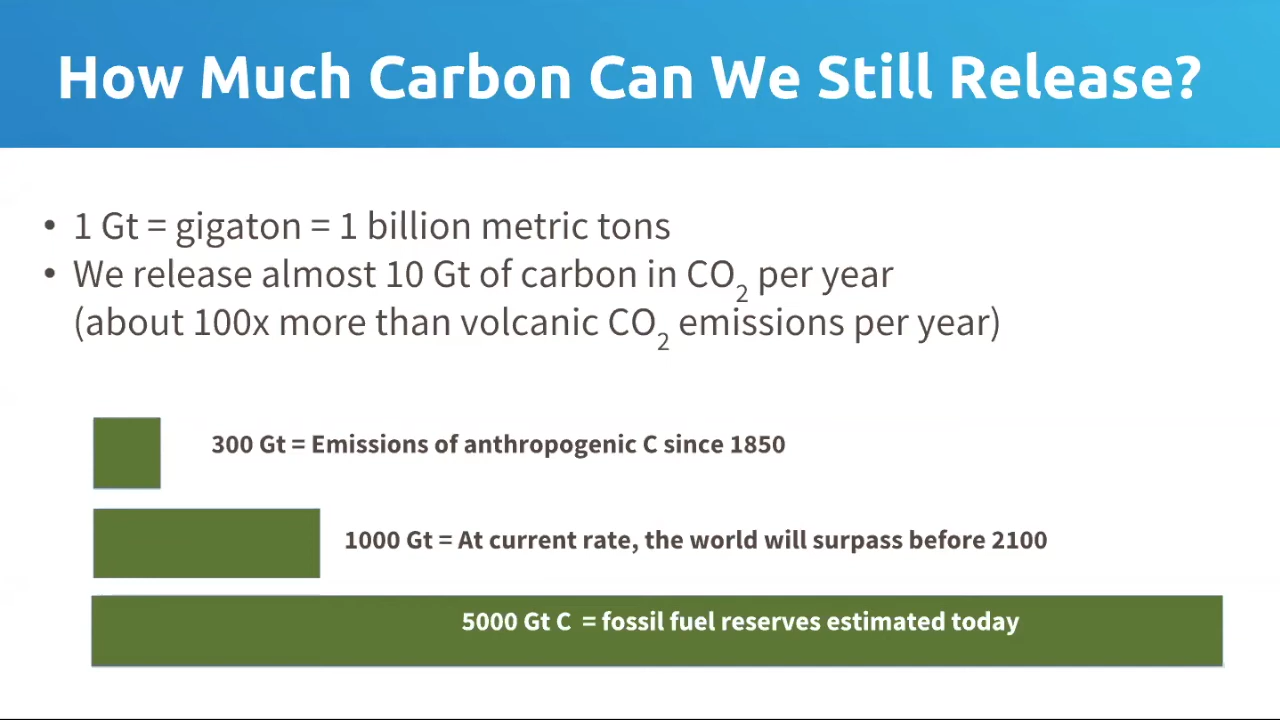 How Much Carbon Can We Still Release?
• 1 Gt = gigaton = 1 billion metric tons
• We release almost 10 Gt of carbon in CO₂ per year
(about 100x more than volcanic CO₂ emissions per year)
300 Gt = Emissions of anthropogenic C since 1850
1000 Gt = At current rate, the world will surpass before 2100
5000 Gt C = fossil fuel reserves estimated today